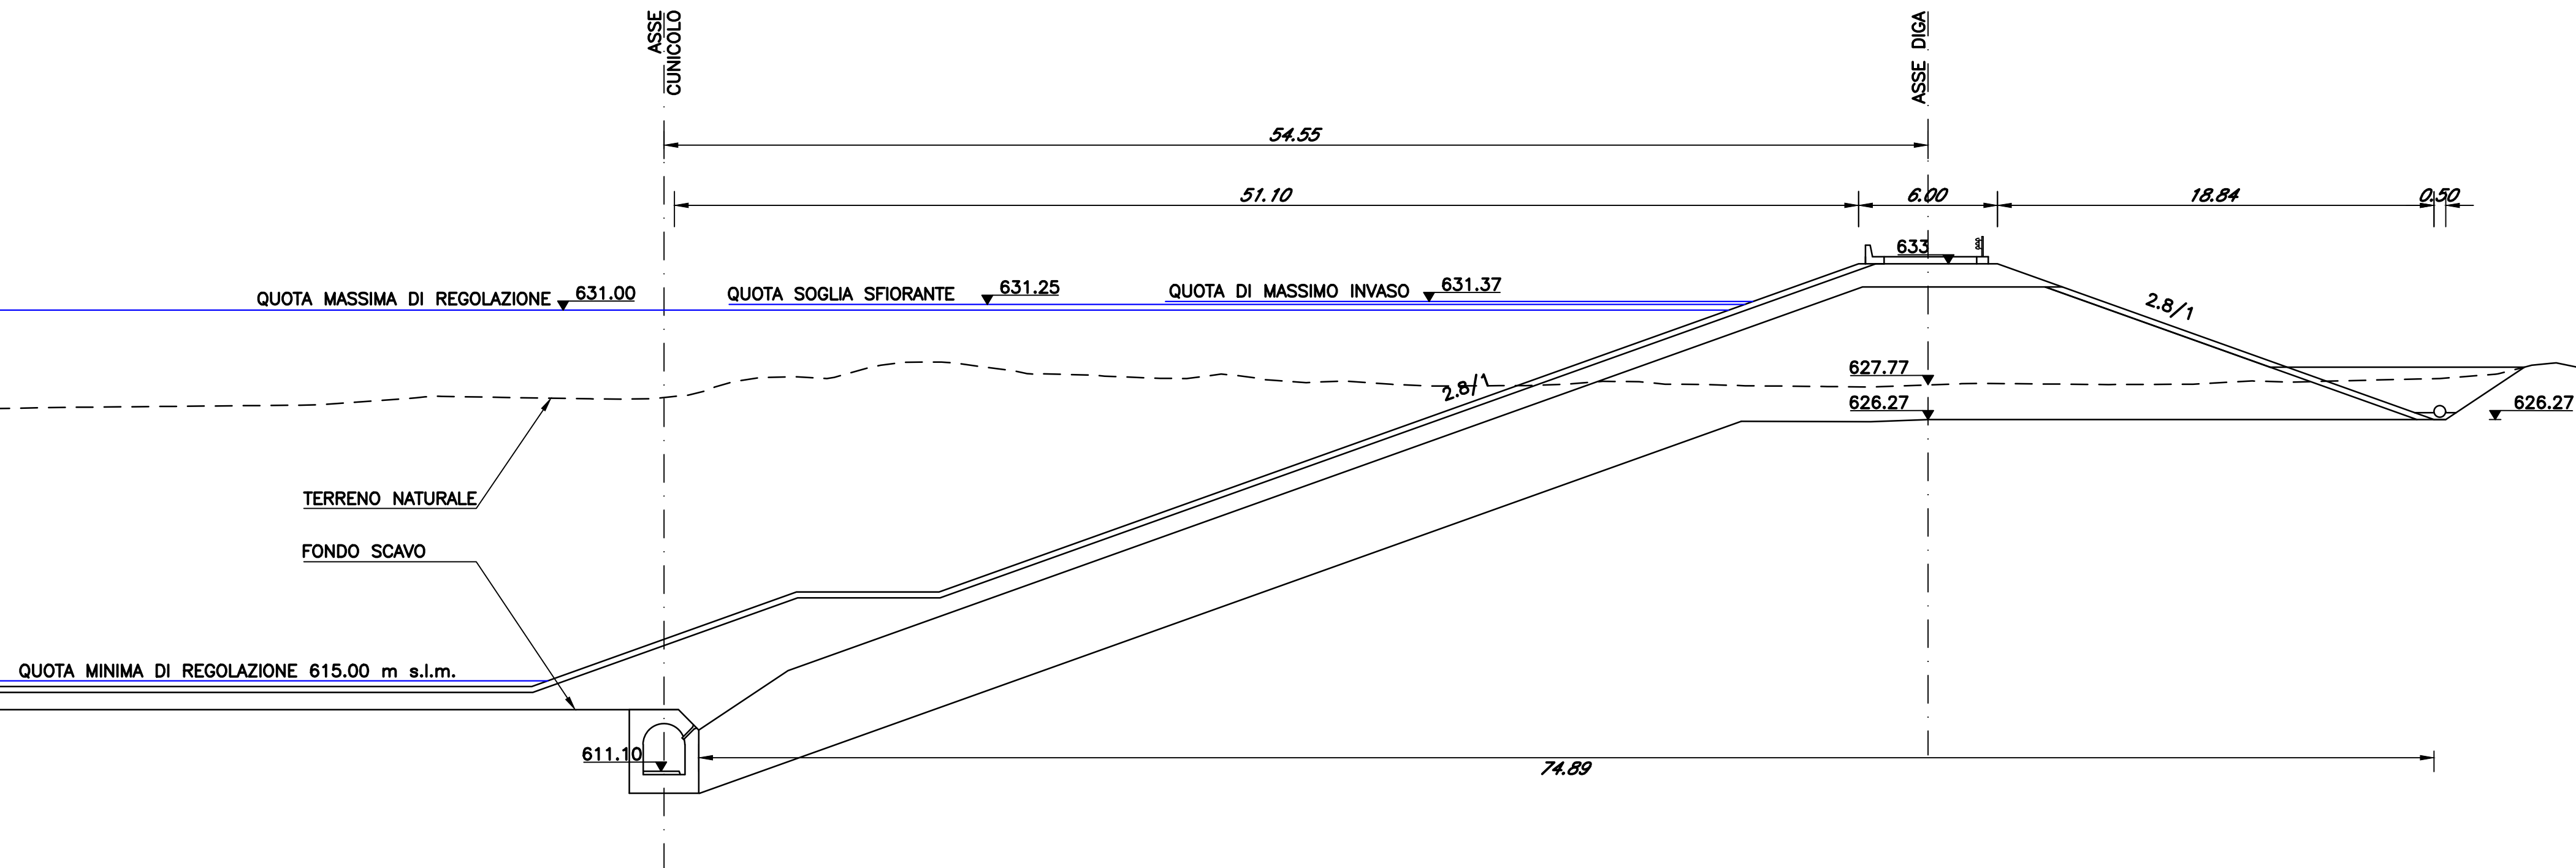 ASSE
CUNICOLO
ASSE DIGA
54.55
51.10
6.00
18.84
0.50
633
QUOTA MASSIMA DI REGOLAZIONE 631.00
QUOTA SOGLIA SFIORANTE 631.25
QUOTA DI MASSIMO INVASO 631.37
2.8/1
2.8/1
627.77
626.27
626.27
TERRENO NATURALE
FONDO SCAVO
QUOTA MINIMA DI REGOLAZIONE 615.00 m s.l.m.
611.10
74.89